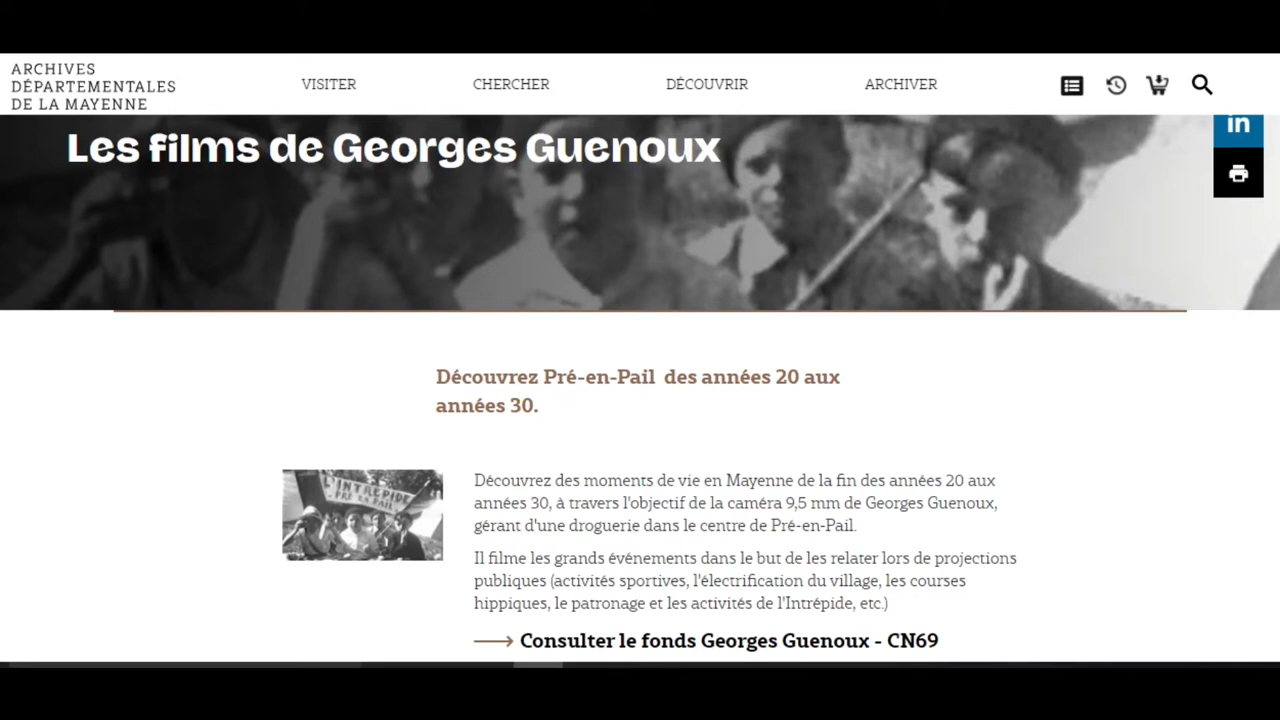 ARCHIVES
DÉPARTEMENTALES
DE LA MAYENNE
VISITER
CHERCHER
DÉCOUVRIR
ARCHIVER
in
Les films de Georges Guenoux
Découvrez Pré-en-Pail des années 20 aux
années 30.
L'INTRÉPIDE
PRÉ EN PAIL
Découvrez des moments de vie en Mayenne de la fin des années 20 aux
années 30, à travers l'objectif de la caméra 9,5 mm de Georges Guenoux,
gérant d'une droguerie dans le centre de Pré-en-Pail.
Il filme les grands événements dans le but de les relater lors de projections
publiques (activités sportives, l'électrification du village, les courses
hippiques, le patronage et les activités de l'Intrépide, etc.)
Consulter le fonds Georges Guenoux - CN69